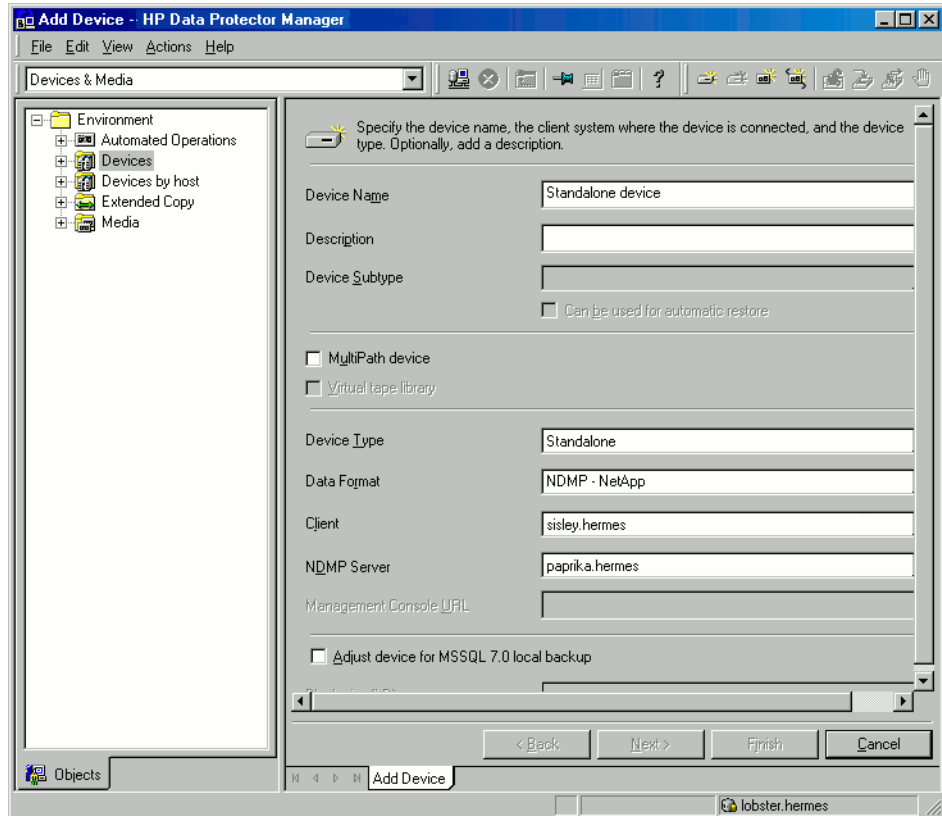 Add Device -- HP Data Protector Manager
File Edit View Actions Help
Devices & Media
Environment
Automated Operations
Devices
Devices by host
Extended Copy
Media
Objects
Specify the device name, the client system where the device is connected, and the device
type. Optionally, add a description.
Device Name
Standalone device
Description
Device Subtype
Can be used for automatic restore
MultiPath device
Virtual tape library
Device Type
Standalone
Data Format
NDMP - NetApp
Client
sisley.hermes
NDMP Server
paprika.hermes
Management Console URL
Adjust device for MSSQL 7.0 local backup
< Back
Next >
Finish
Cancel
Add Device
lobster.hermes